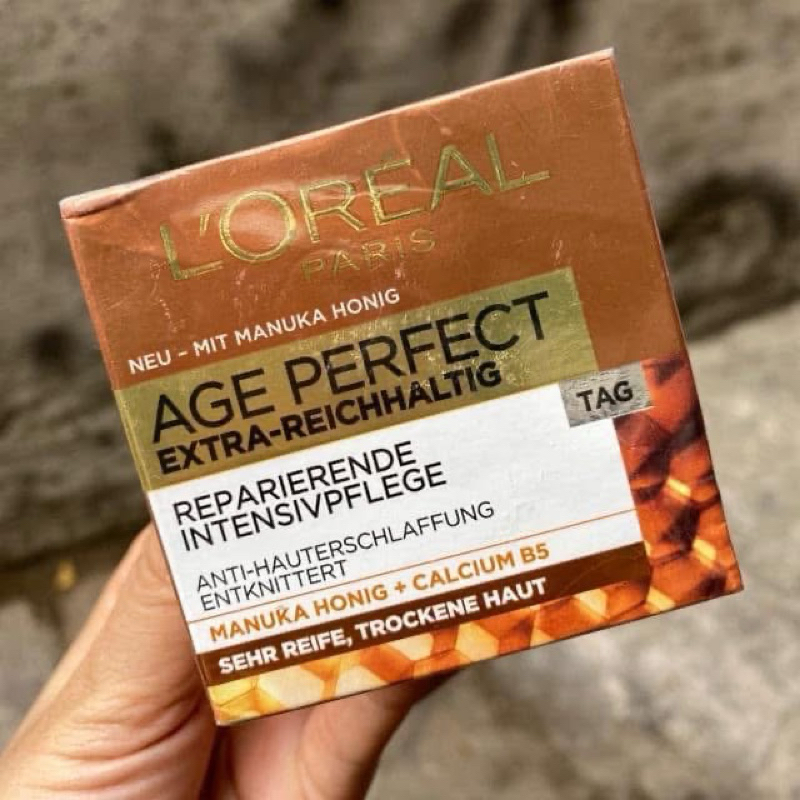 L'ORÉAL
PARIS
NEU – MIT MANUKA HONIG
AGE PERFECT
EXTRA-REICHHALTIG
TAG
REPARIERENDE
INTENSIVPFLEGE
ANTI-HAUTERSCHLAFFUNG
ENTKNITTERT
MANUKA HONIG + CALCIUM B5
SEHR REIFE, TROCKENE HAUT